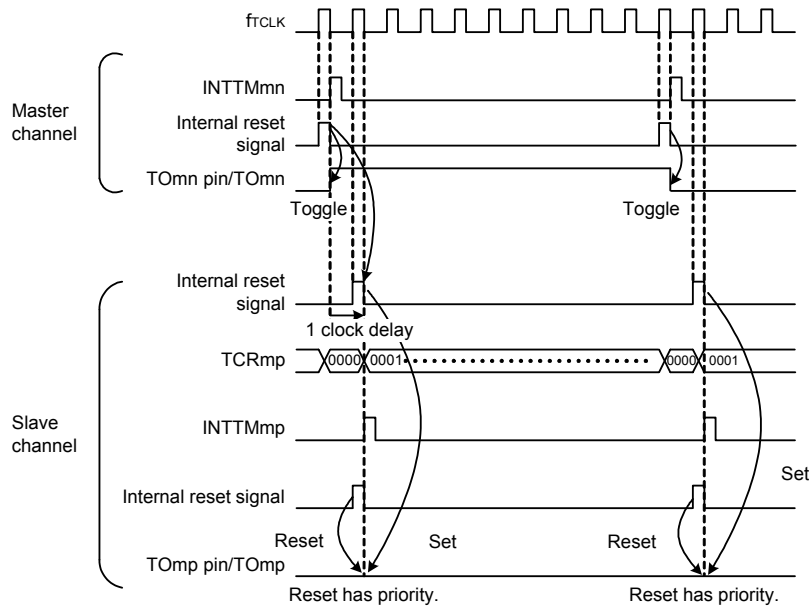 fTCLK
INTTMmn
Master
channel
Internal reset
signal
TOmn pin/TOmn
Toggle
Toggle
Internal reset
signal
1 clock delay
TCRmp
0000
0001
0000
0001
Slave
channel
INTTMmp
Set
Internal reset signal
Reset
Set
Reset
TOmp pin/TOmp
Reset has priority.
Reset has priority.